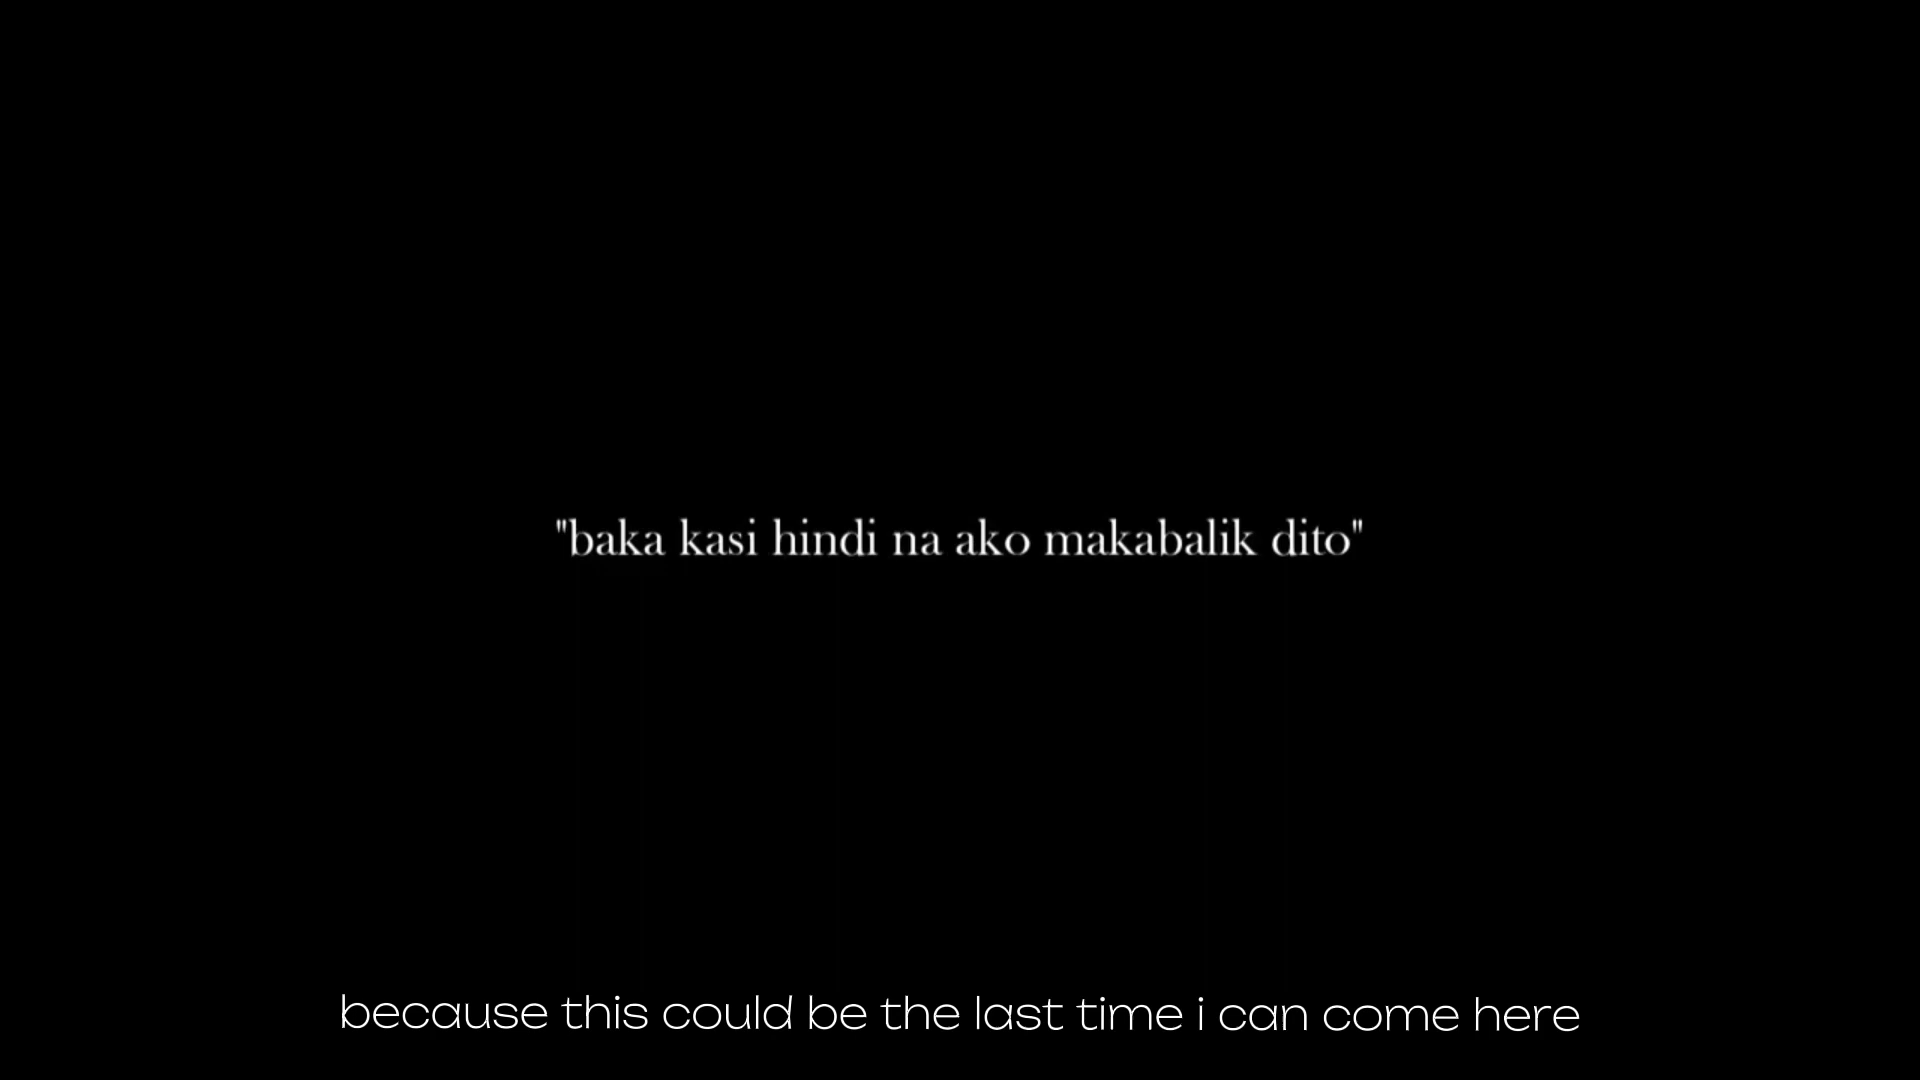 "baka kasi hindi na ako makabalik dito"
because this could be the last time i can come here